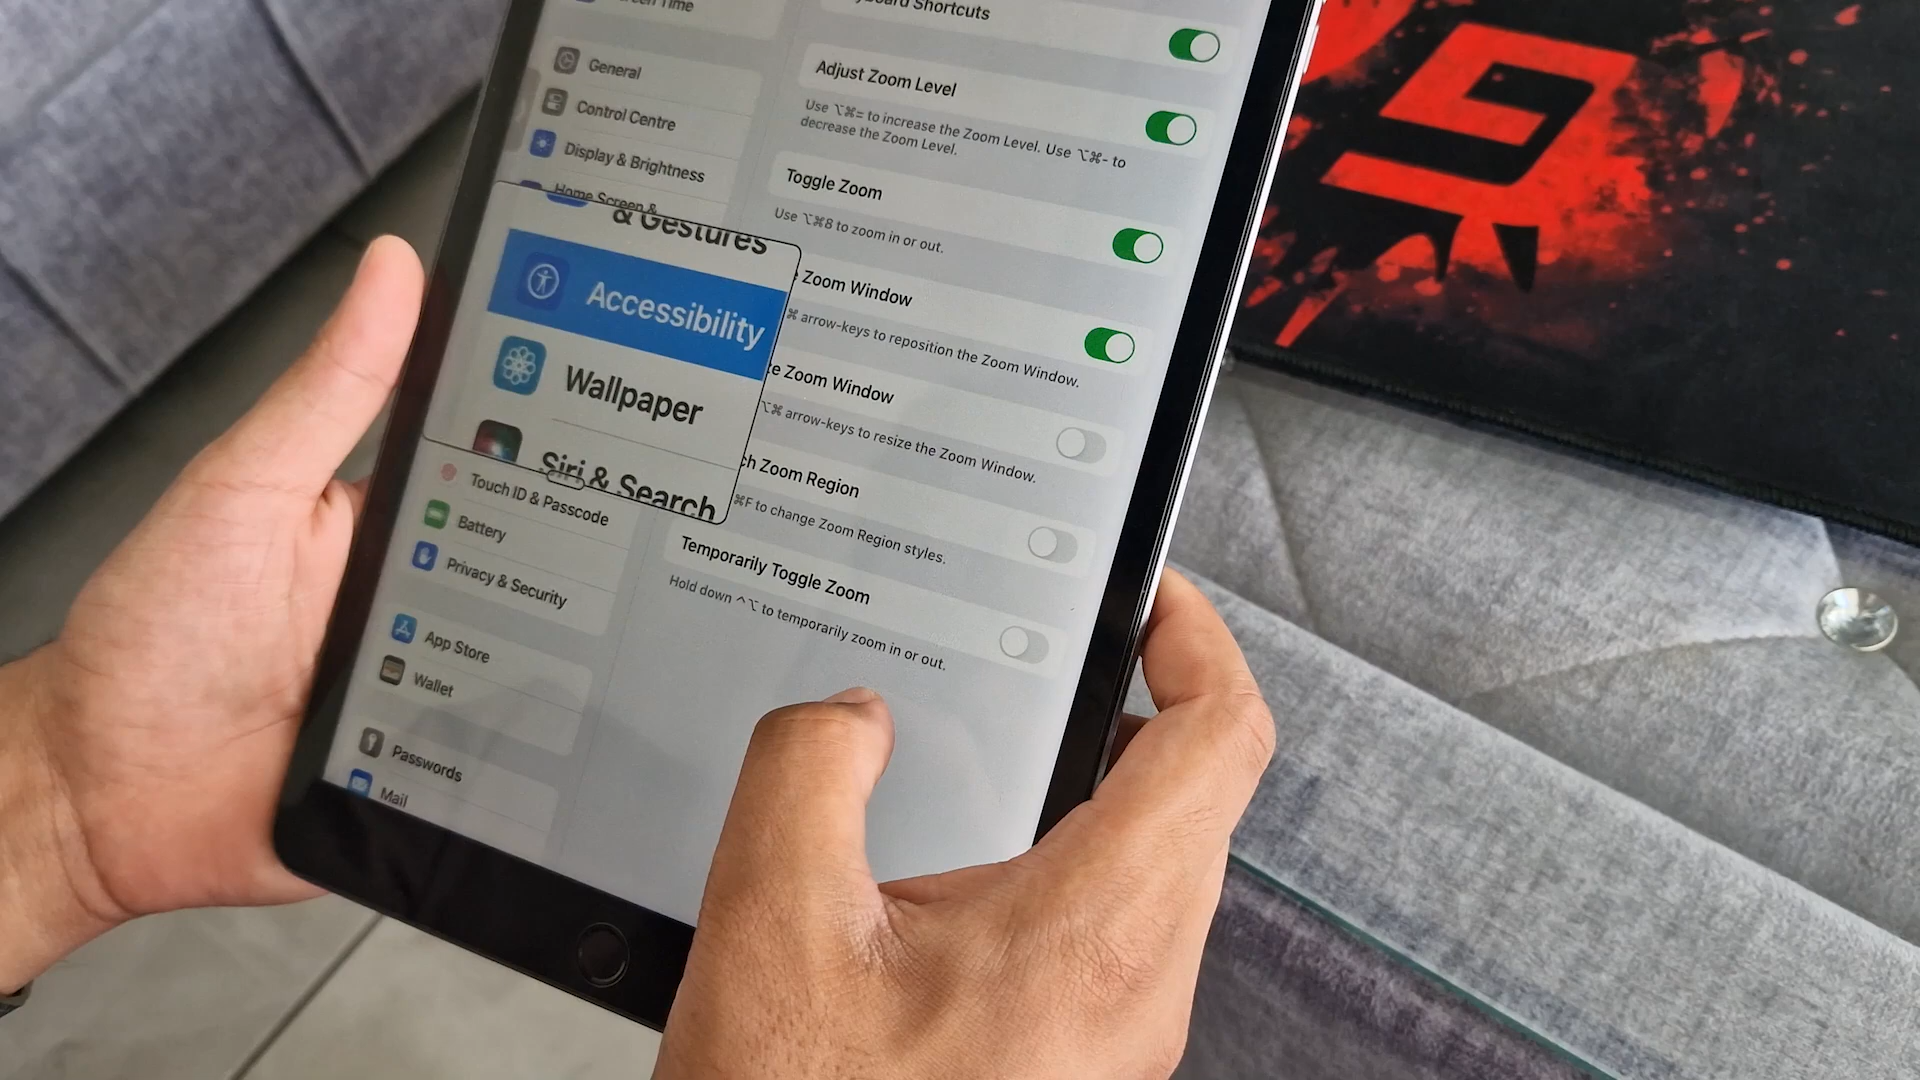 Screen Time
General
Control Centre
Display & Brightness
Home Screen &
& Gestures
Accessibility
Wallpaper
Siri & Search
Touch ID & Passcode
Battery
Privacy & Security
App Store
Wallet
Passwords
Mail
Shortcuts
Adjust Zoom Level
Use ⌥⌘= to increase the Zoom Level. Use ⌥⌘- to
decrease the Zoom Level.
Toggle Zoom
Use ⌥⌘8 to zoom in or out.
Zoom Window
⌘ arrow-keys to reposition the Zoom Window.
Zoom Window
⌥⌘ arrow-keys to resize the Zoom Window.
Zoom Region
⌘F to change Zoom Region styles.
Temporarily Toggle Zoom
Hold down ^⌥ to temporarily zoom in or out.